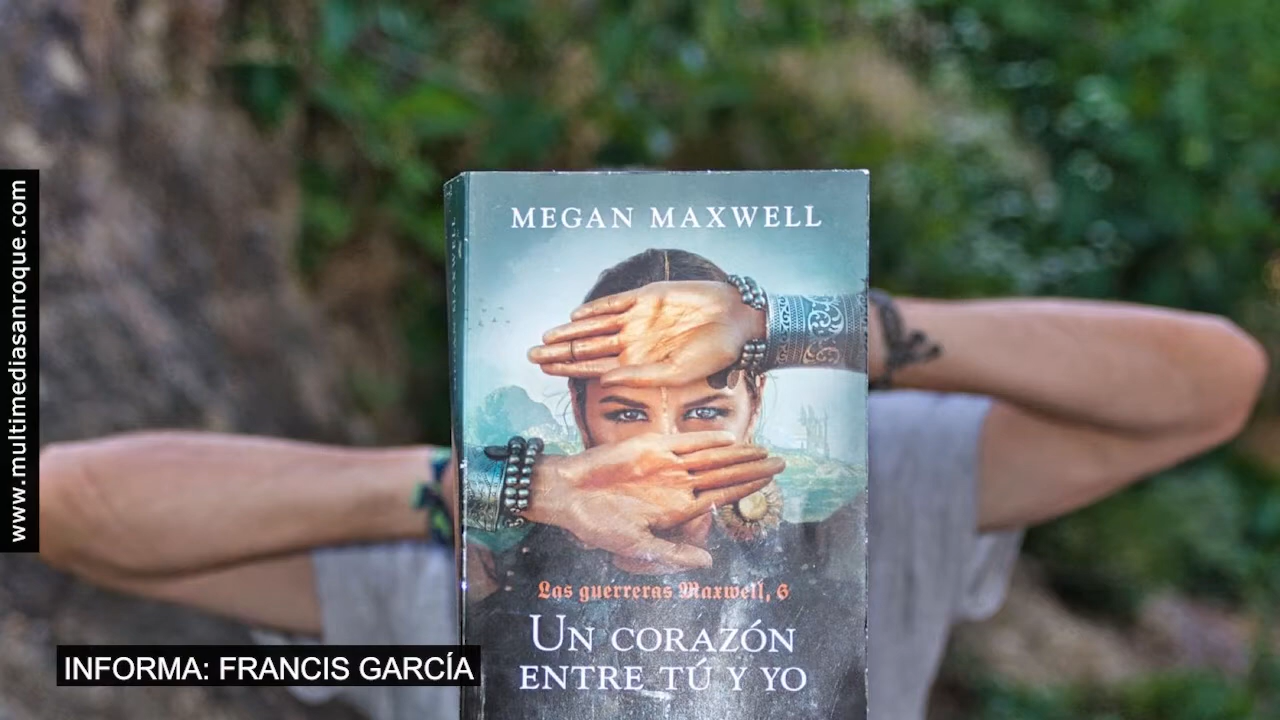 MEGAN MAXWELL
Las guerreras Maxwell, 6
UN CORAZÓN
ENTRE TÚ Y YO
www.multimediasanroque.com
INFORMA: FRANCIS GARCÍA